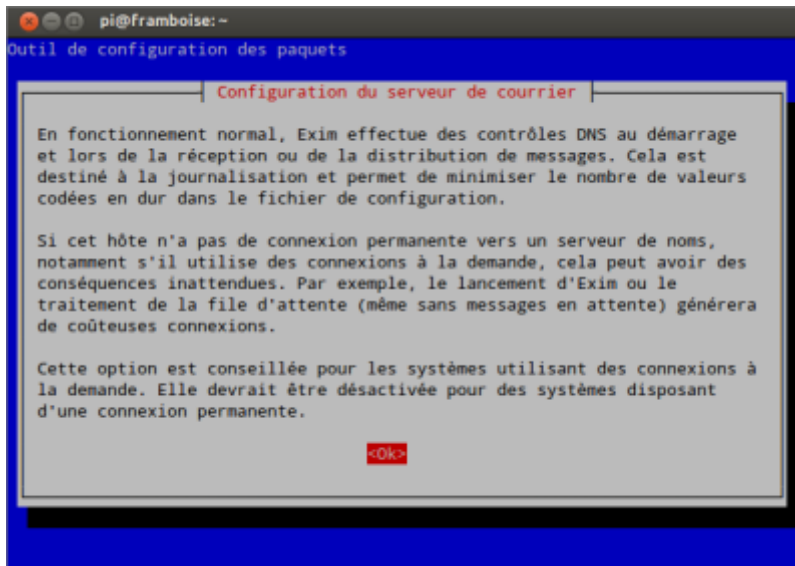 pi@framboise: ~
Outil de configuration des paquets
Configuration du serveur de courrier
En fonctionnement normal, Exim effectue des contrôles DNS au démarrage
et lors de la réception ou de la distribution de messages. Cela est
destiné à la journalisation et permet de minimiser le nombre de valeurs
codées en dur dans le fichier de configuration.
Si cet hôte n'a pas de connexion permanente vers un serveur de noms,
notamment s'il utilise des connexions à la demande, cela peut avoir des
conséquences inattendues. Par exemple, le lancement d'Exim ou le
traitement de la file d'attente (même sans messages en attente) générera
de coûteuses connexions.
Cette option est conseillée pour les systèmes utilisant des connexions à
la demande. Elle devrait être désactivée pour des systèmes disposant
d'une connexion permanente.
<Ok>